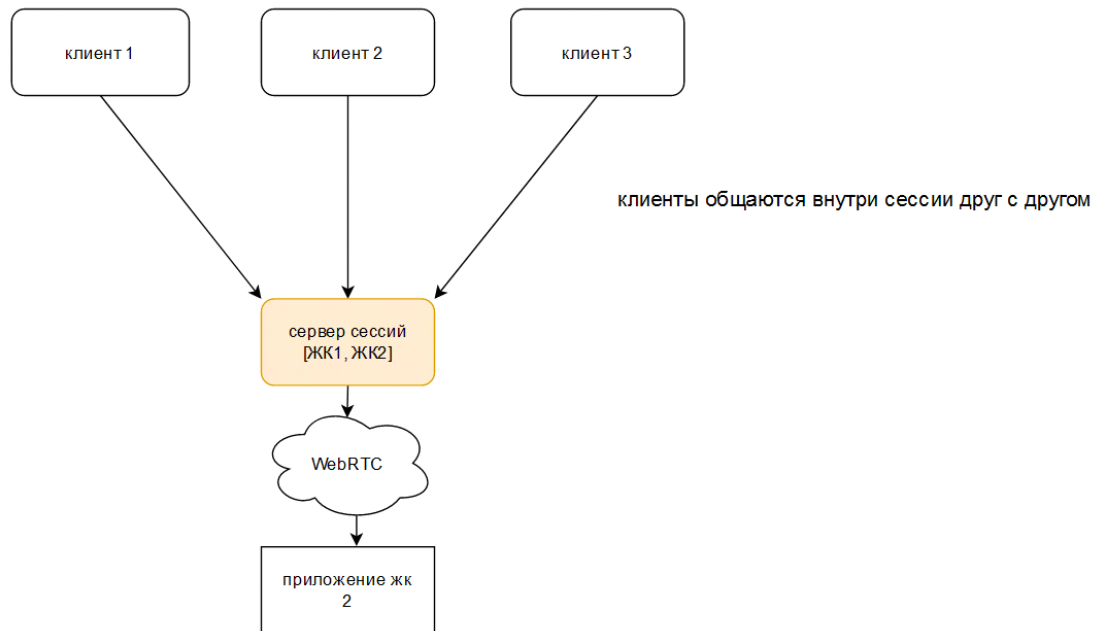 клиент 1
клиент 2
клиент 3
клиенты общаются внутри сессии друг с другом
сервер сессий
[ЖК1, ЖК2]
WebRTC
приложение жк
2